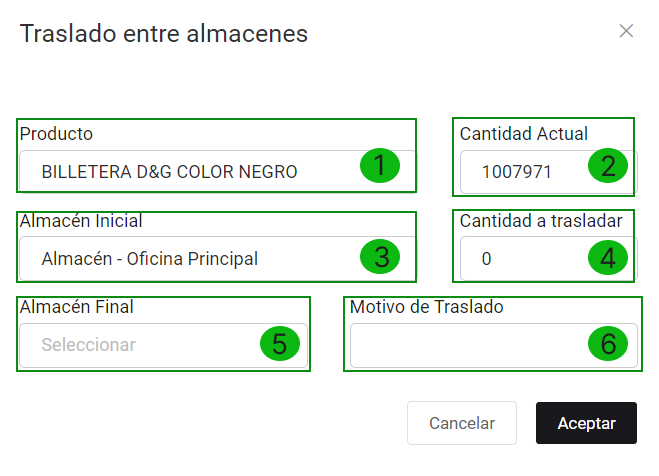 Traslado entre almacenes
Producto
Cantidad Actual
BILLETERA D&G COLOR NEGRO
1
1007971
2
Almacén Inicial
Cantidad a trasladar
Almacén - Oficina Principal
3
0
4
Almacén Final
Motivo de Traslado
Seleccionar
5
6
Cancelar
Aceptar